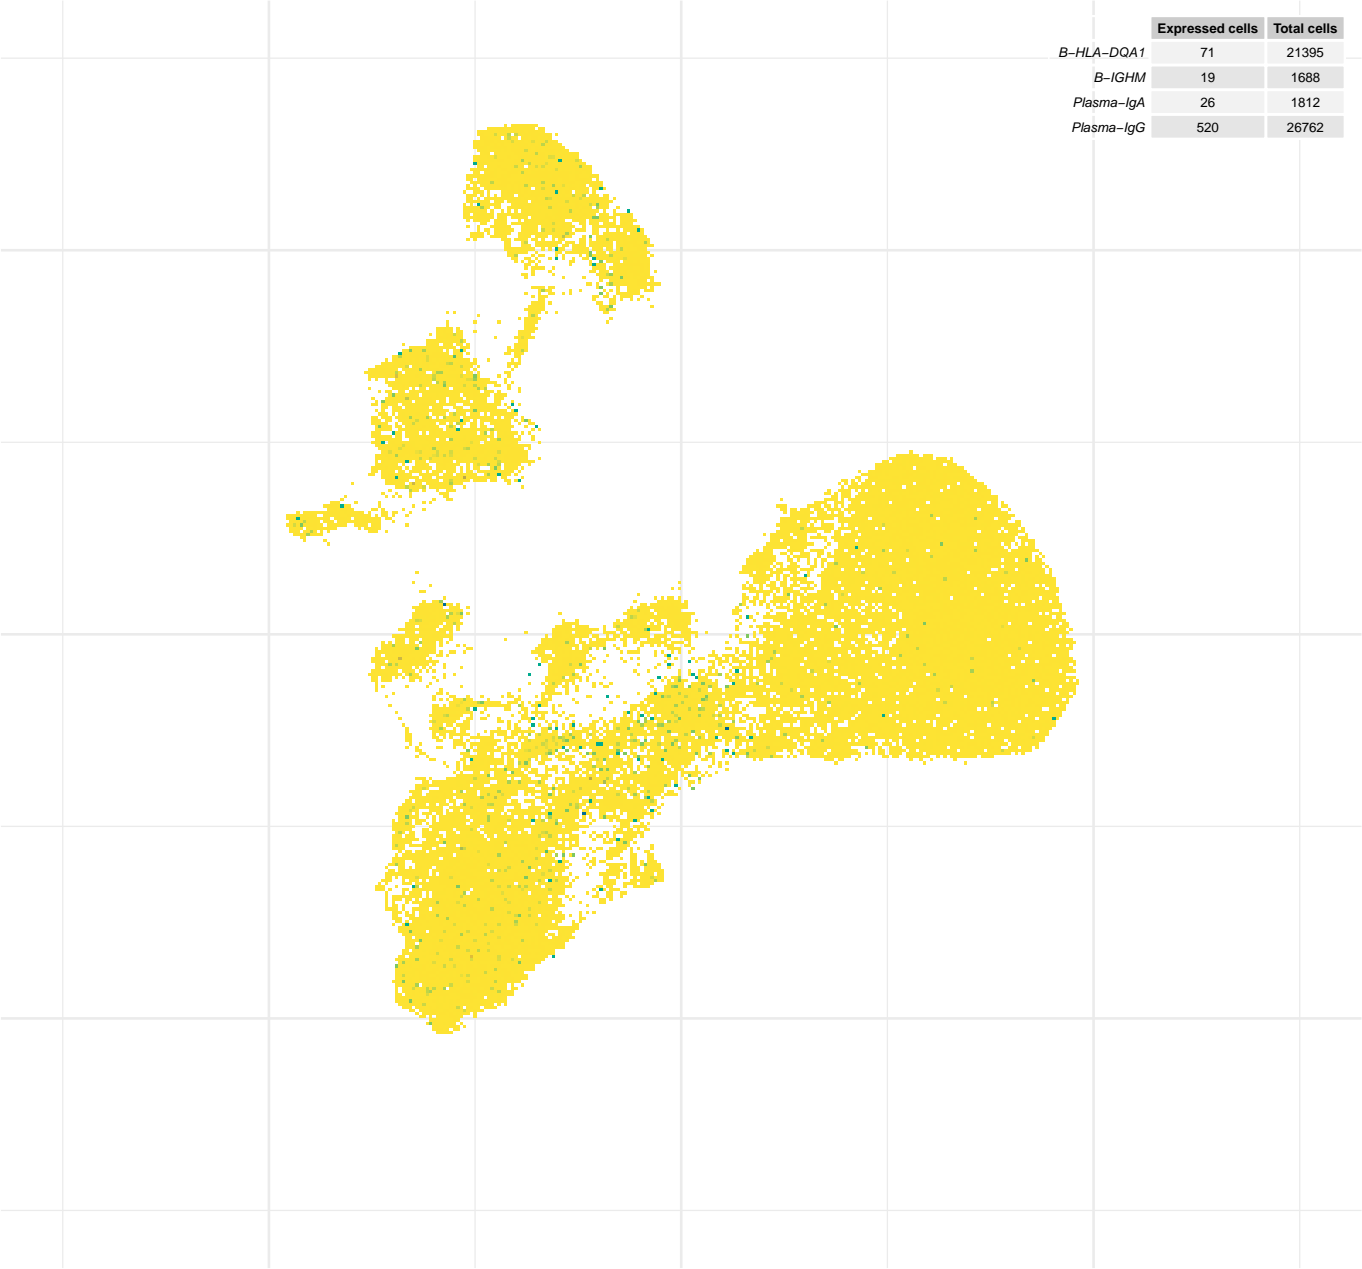 Expressed cells Total cells
B−HLA−DQA1 71 21395
B−IGHM 19 1688
Plasma−IgA 26 1812
Plasma−IgG 520 26762